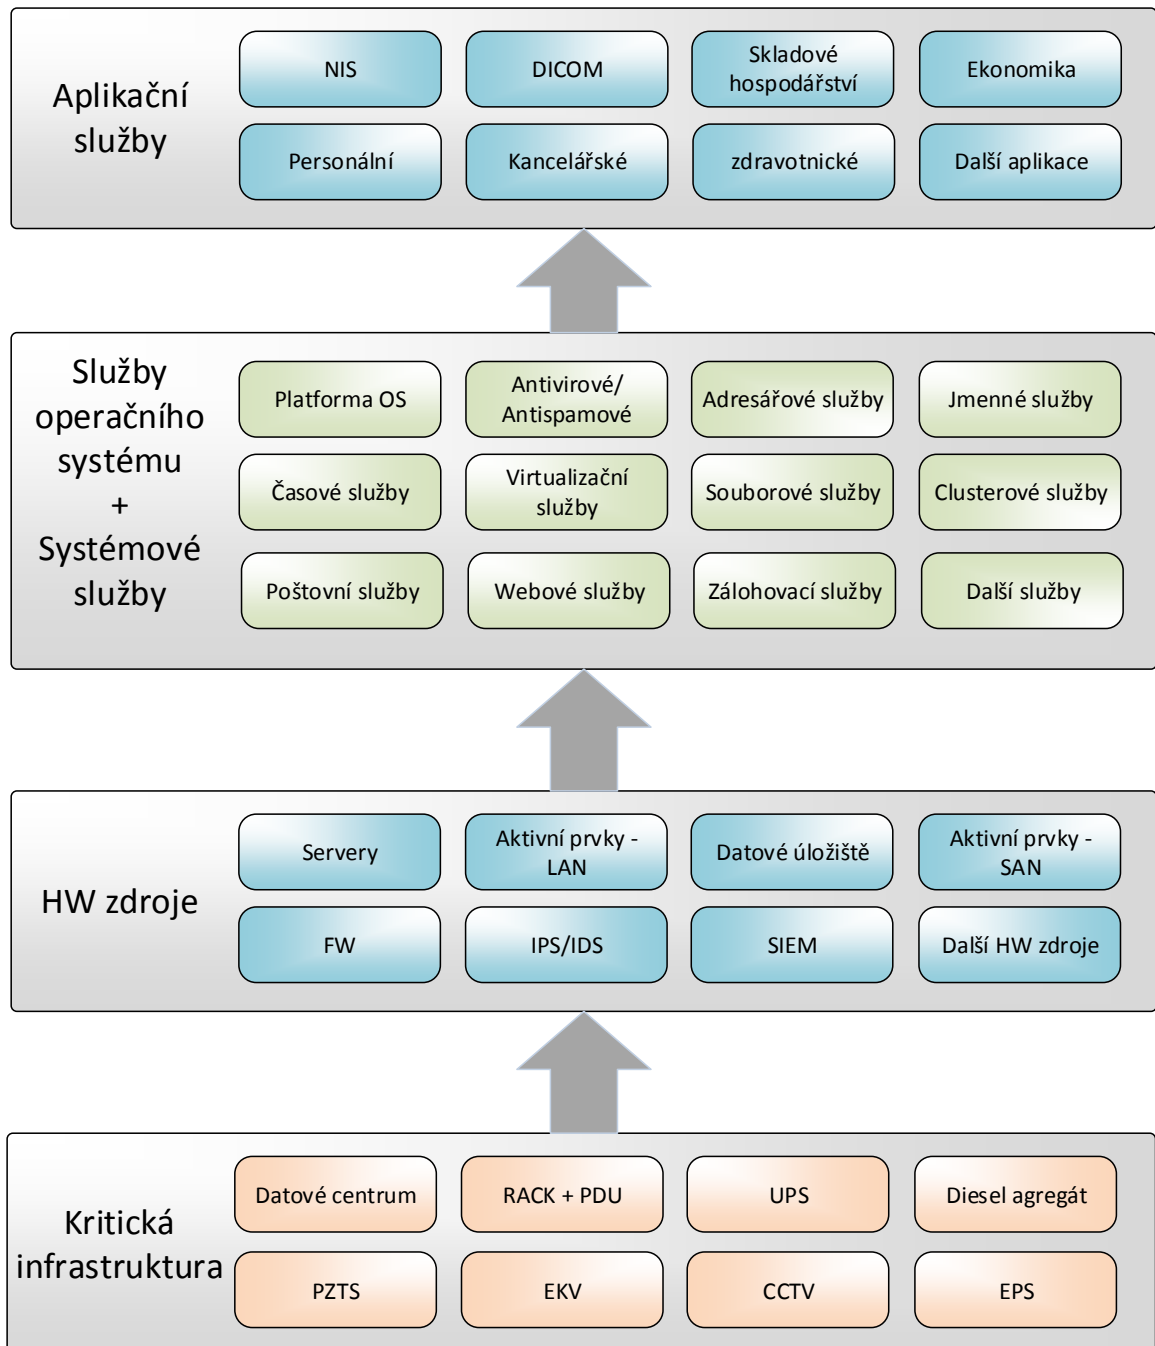 Aplikační
služby
NIS
DICOM
Skladové
hospodářství
Ekonomika
Personální
Kancelářské
zdravotnické
Další aplikace
Služby
operačního
systému
+
Systémové
služby
Platforma OS
Antivirové/
Antispamové
Adresářové služby
Jmenné služby
Časové služby
Virtualizační
služby
Souborové služby
Clusterové služby
Poštovní služby
Webové služby
Zálohovací služby
Další služby
HW zdroje
Servery
Aktivní prvky -
LAN
Datové úložiště
Aktivní prvky -
SAN
FW
IPS/IDS
SIEM
Další HW zdroje
Kritická
infrastruktura
Datové centrum
RACK + PDU
UPS
Diesel agregát
PZTS
EKV
CCTV
EPS